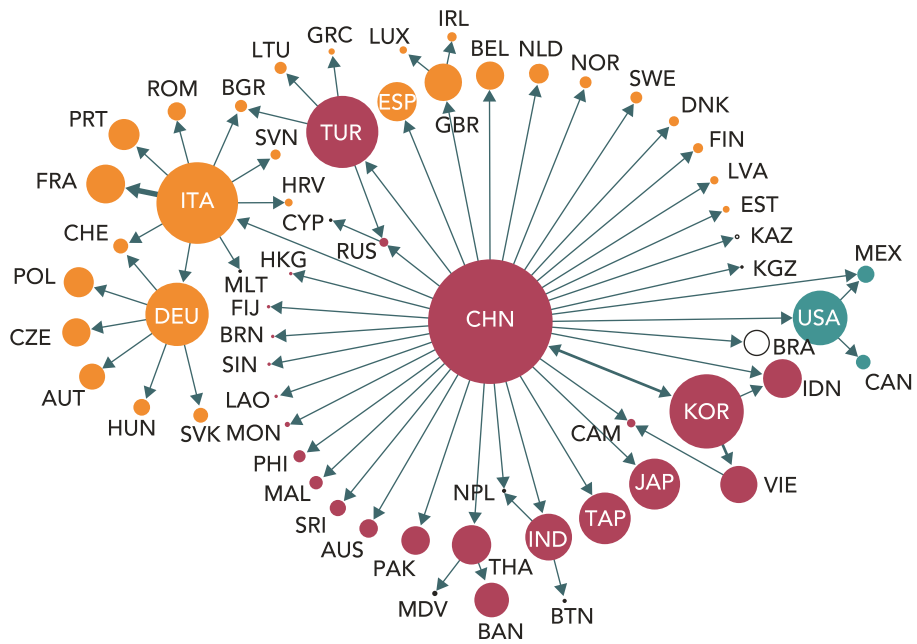 IRL
GRC
LUX
LTU
BEL
NLD
NOR
SWE
ROM
BGR
ESP
GBR
DNK
PRT
TUR
SVN
FIN
FRA
ITA
HRV
LVA
CYP
EST
CHE
RUS
KAZ
HKG
MEX
POL
MLT
KGZ
FIJ
DEU
CHN
USA
CZE
BRN
BRA
SIN
AUT
IDN
CAN
LAO
KOR
HUN
SVK
MON
CAM
PHI
JAP
VIE
MAL
NPL
SRI
TAP
AUS
IND
PAK
THA
MDV
BTN
BAN